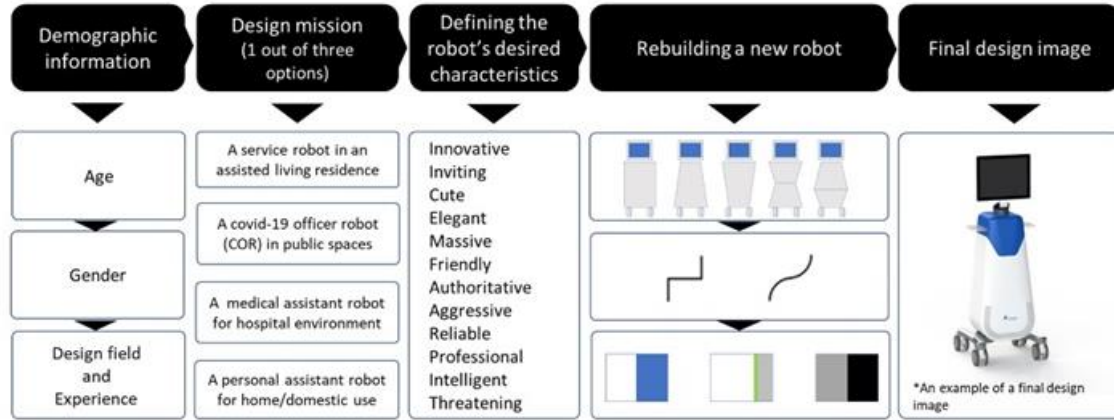 Demographic
information
Design mission
(1 out of three
options)
Defining the
robot's desired
characteristics
Rebuilding a new robot
Final design image
Age
Gender
Design field
and
Experience
A service robot in an
assisted living residence
A covid-19 officer robot
(COR) in public spaces
A medical assistant robot
for hospital environment
A personal assistant robot
for home/domestic use
Innovative
Inviting
Cute
Elegant
Massive
Friendly
Authoritative
Aggressive
Reliable
Professional
Intelligent
Threatening
*An example of a final design
image